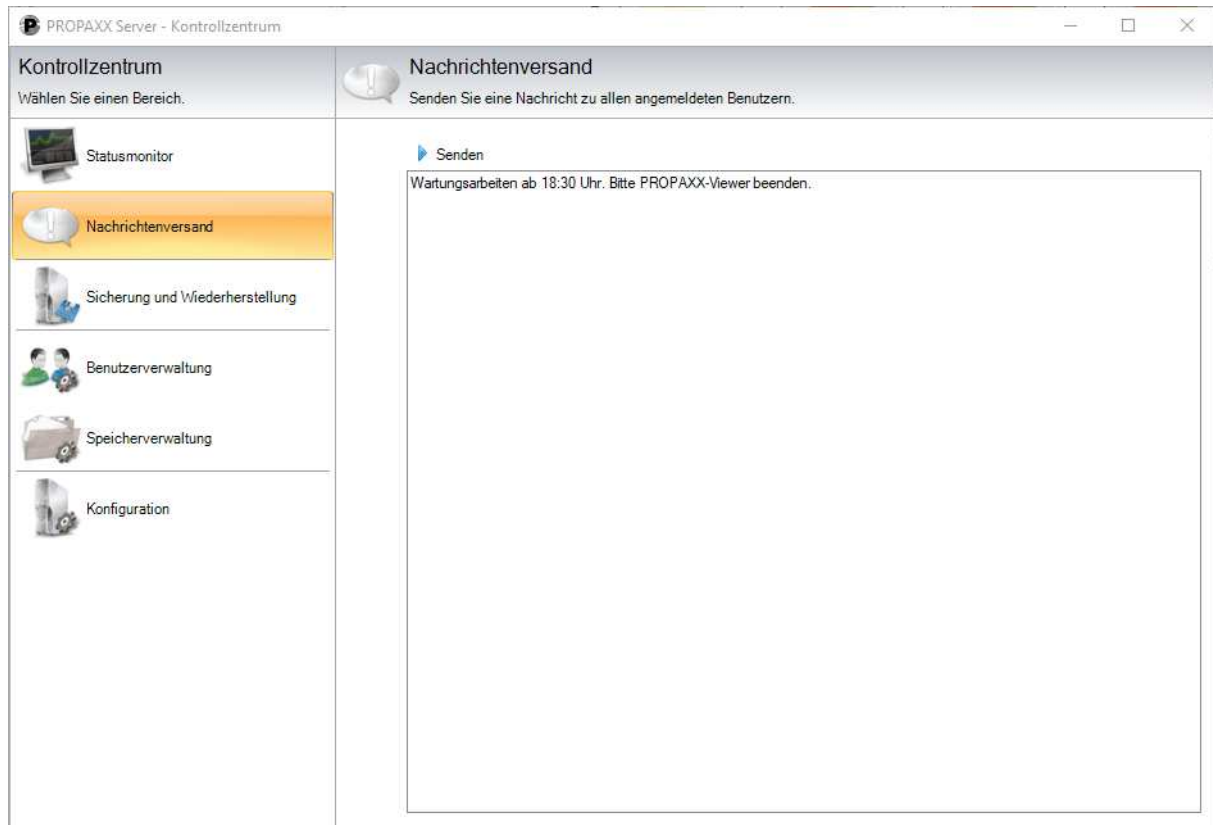 PROPAXX Server - Kontrollzentrum
Kontrollzentrum
Wählen Sie einen Bereich.
Statusmonitor
Nachrichtenversand
Sicherung und Wiederherstellung
Benutzerverwaltung
Speicherverwaltung
Konfiguration
Nachrichtenversand
Senden Sie eine Nachricht zu allen angemeldeten Benutzern.
Senden
Wartungsarbeiten ab 18:30 Uhr. Bitte PROPAXX-Viewer beenden.